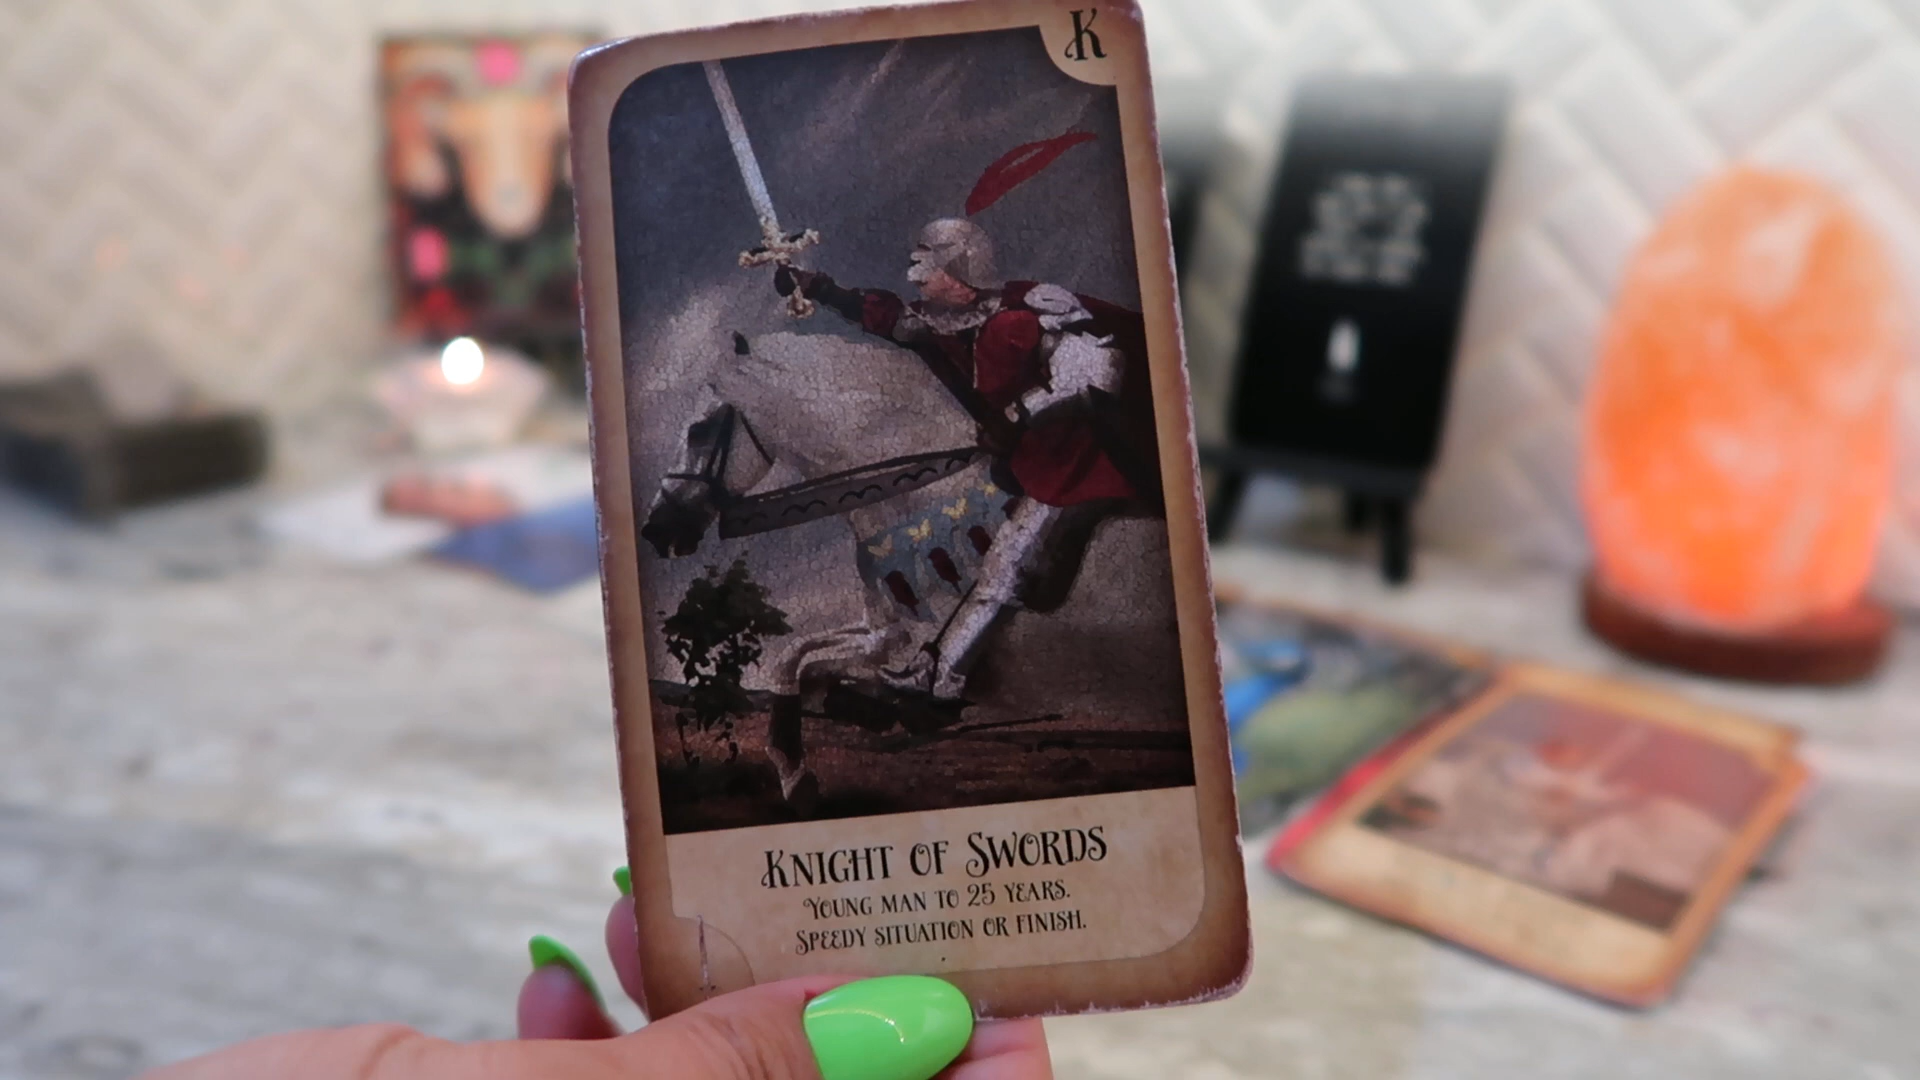 K
Knight of Swords
Young man to 25 years.
Speedy situation or finish.